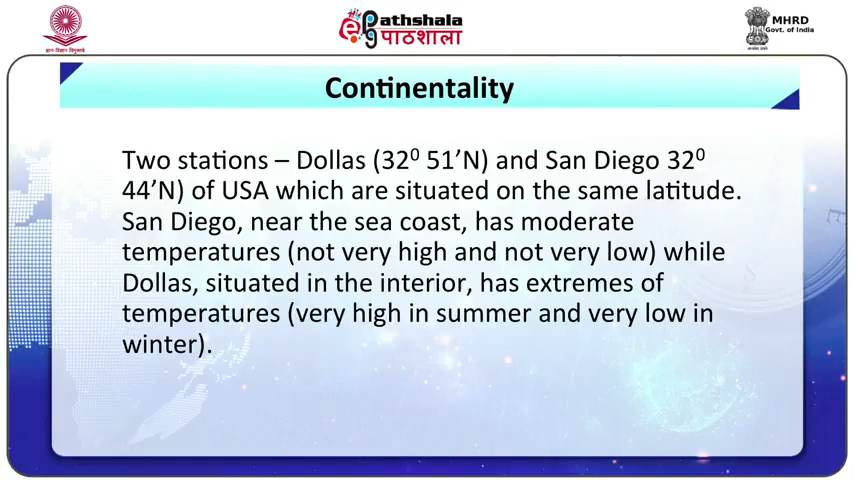 ePathshala
पाठशाला
MHRD
Govt. of India
Continentality
Two stations – Dollas (32⁰ 51’N) and San Diego 32⁰
44’N) of USA which are situated on the same latitude.
San Diego, near the sea coast, has moderate
temperatures (not very high and not very low) while
Dollas, situated in the interior, has extremes of
temperatures (very high in summer and very low in
winter).